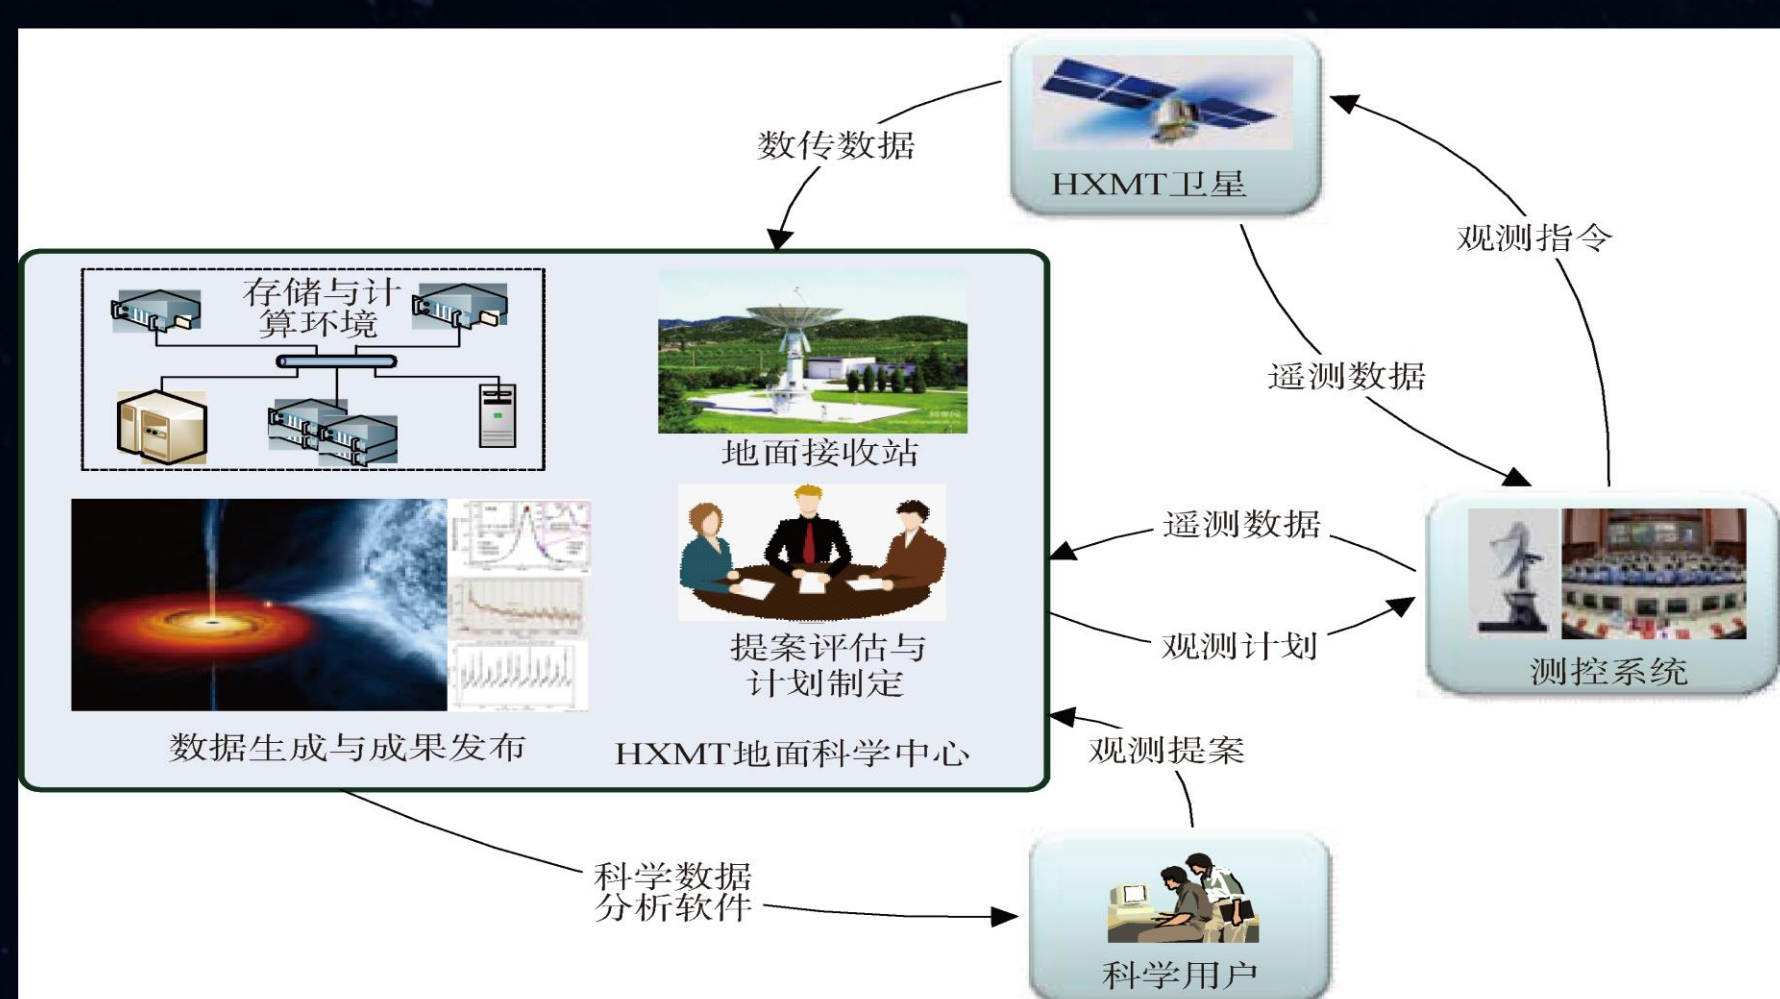 HXMT卫星
数传数据
观测指令
存储与计
算环境
遥测数据
地面接收站
遥测数据
提案评估与
计划制定
观测计划
测控系统
数据生成与成果发布
HXMT地面科学中心
观测提案
科学数据
分析软件
科学用户